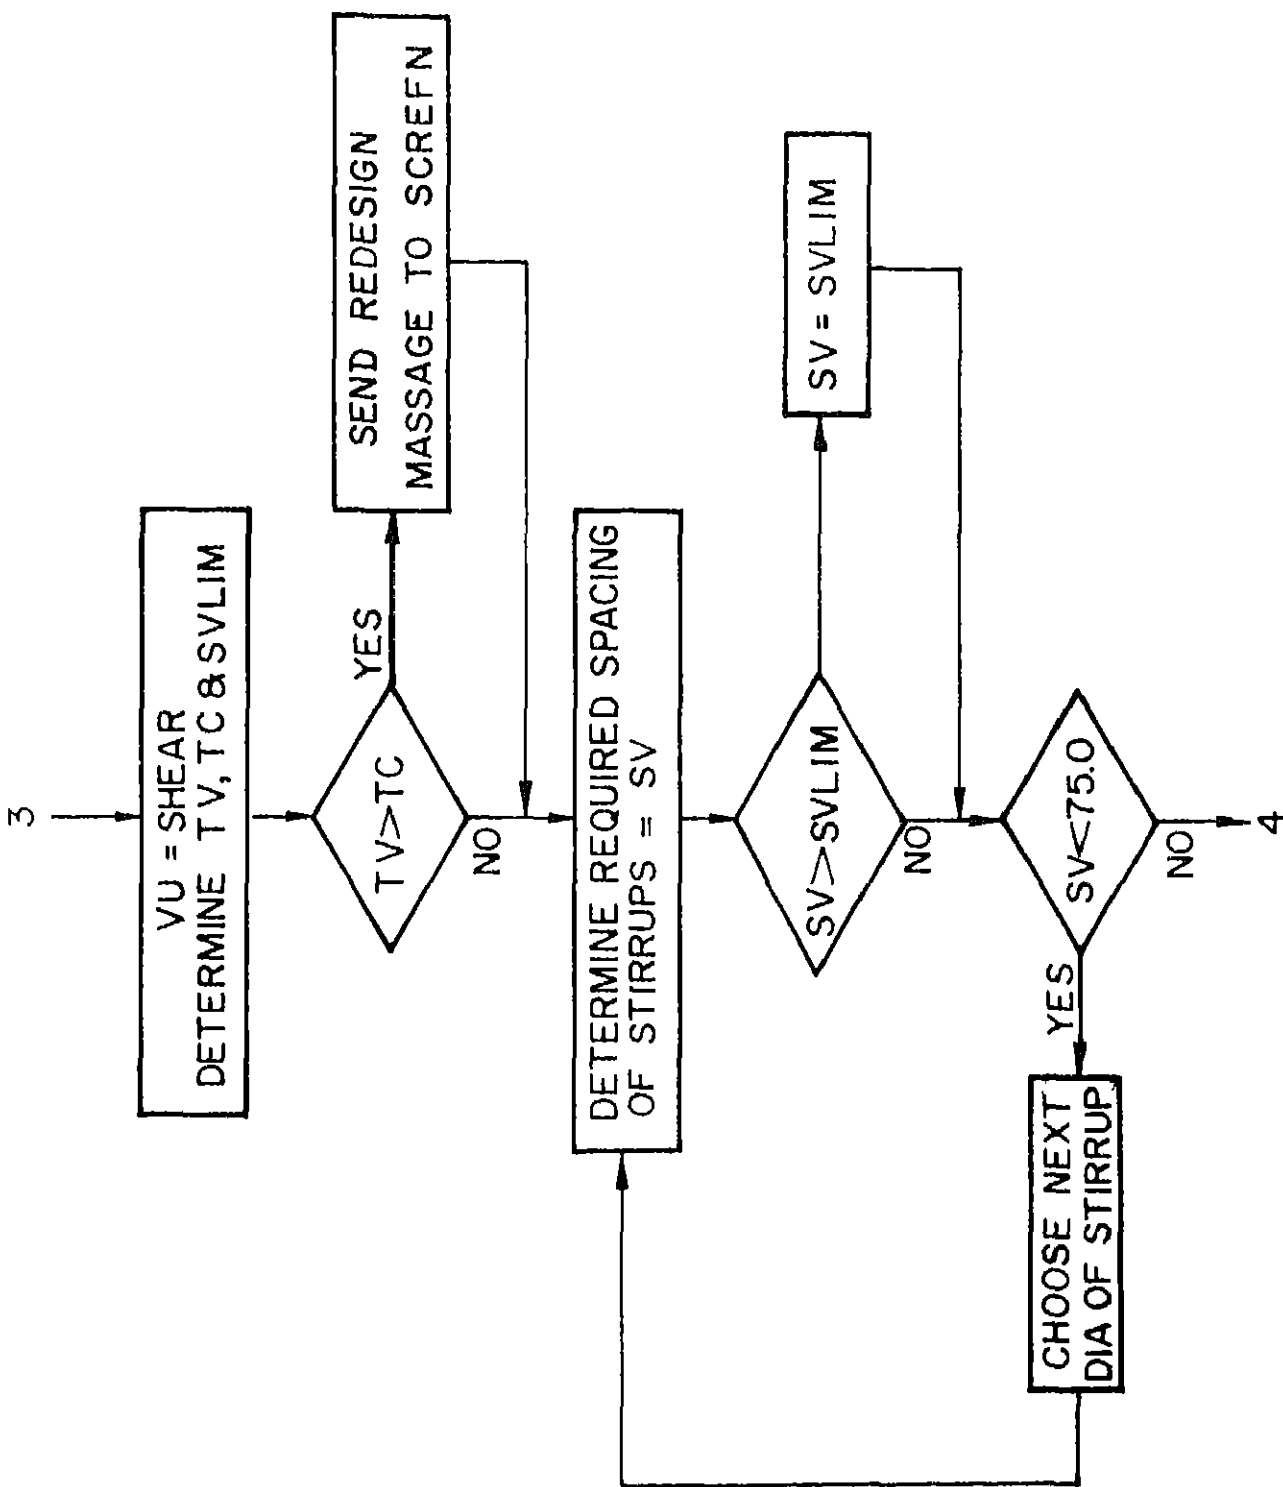 3
VU = SHEAR
DETERMINE TV, TC & SVLIM
TV>TC
YES
SEND REDESIGN
MASSAGE TO SCREFN
NO
DETERMINE REQUIRED SPACING
OF STIRRUPS = SV
SV>SVLIM
SV = SVLIM
NO
SV<75.0
YES
CHOOSE NEXT
DIA OF STIRRUP
NO
4